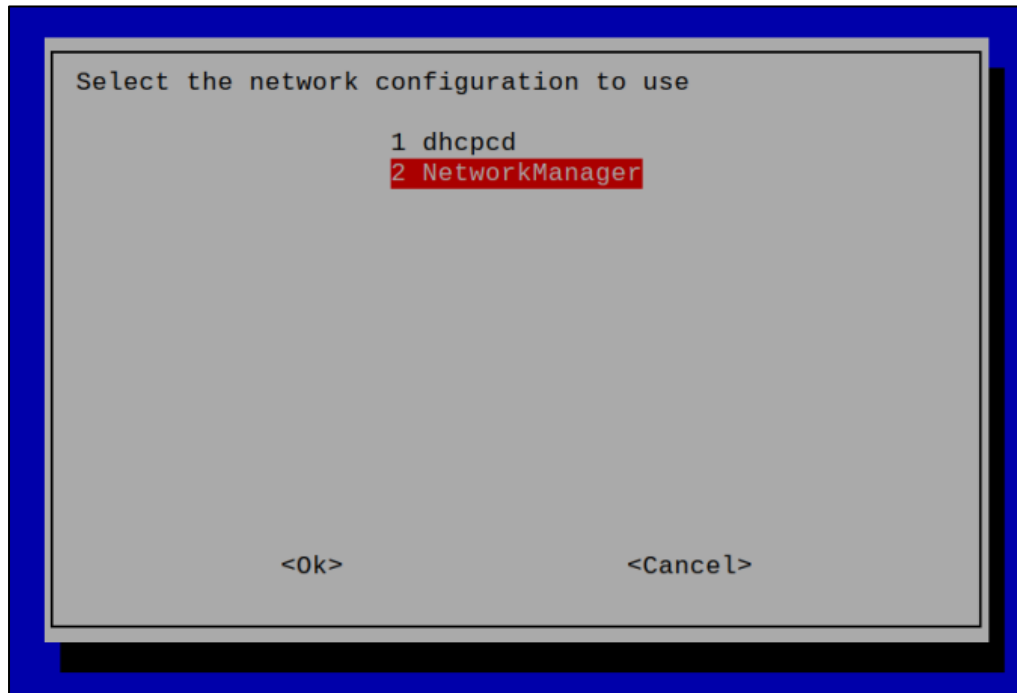 Select the network configuration to use
1 dhcpcd
2 NetworkManager
<Ok> <Cancel>